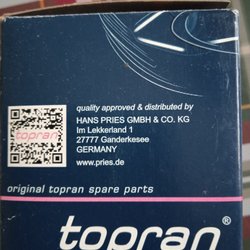 quality approved & distributed by
HANS PRIES GMBH & CO. KG
Im Lekkerland 1
27777 Ganderkesee
GERMANY
www.pries.de
topran
original topran spare parts
topran®